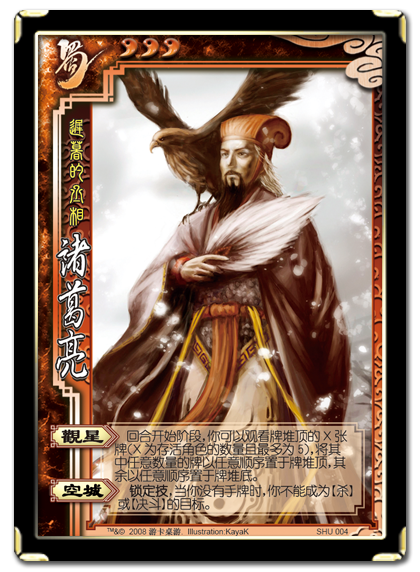 蜀
遲暮的丞相
諸葛亮
觀星
回合开始阶段,你可以观看牌堆顶的X张
牌(X为存活角色的数量且最多为5),将其
中任意数量的牌以任意顺序置于牌堆顶,其
余以任意顺序置于牌堆底。
空城
锁定技,当你没有手牌时,你不能成为【杀】
或【决斗】的目标。
™&© 2008 游卡桌游. Illustration:KayaK
SHU 004